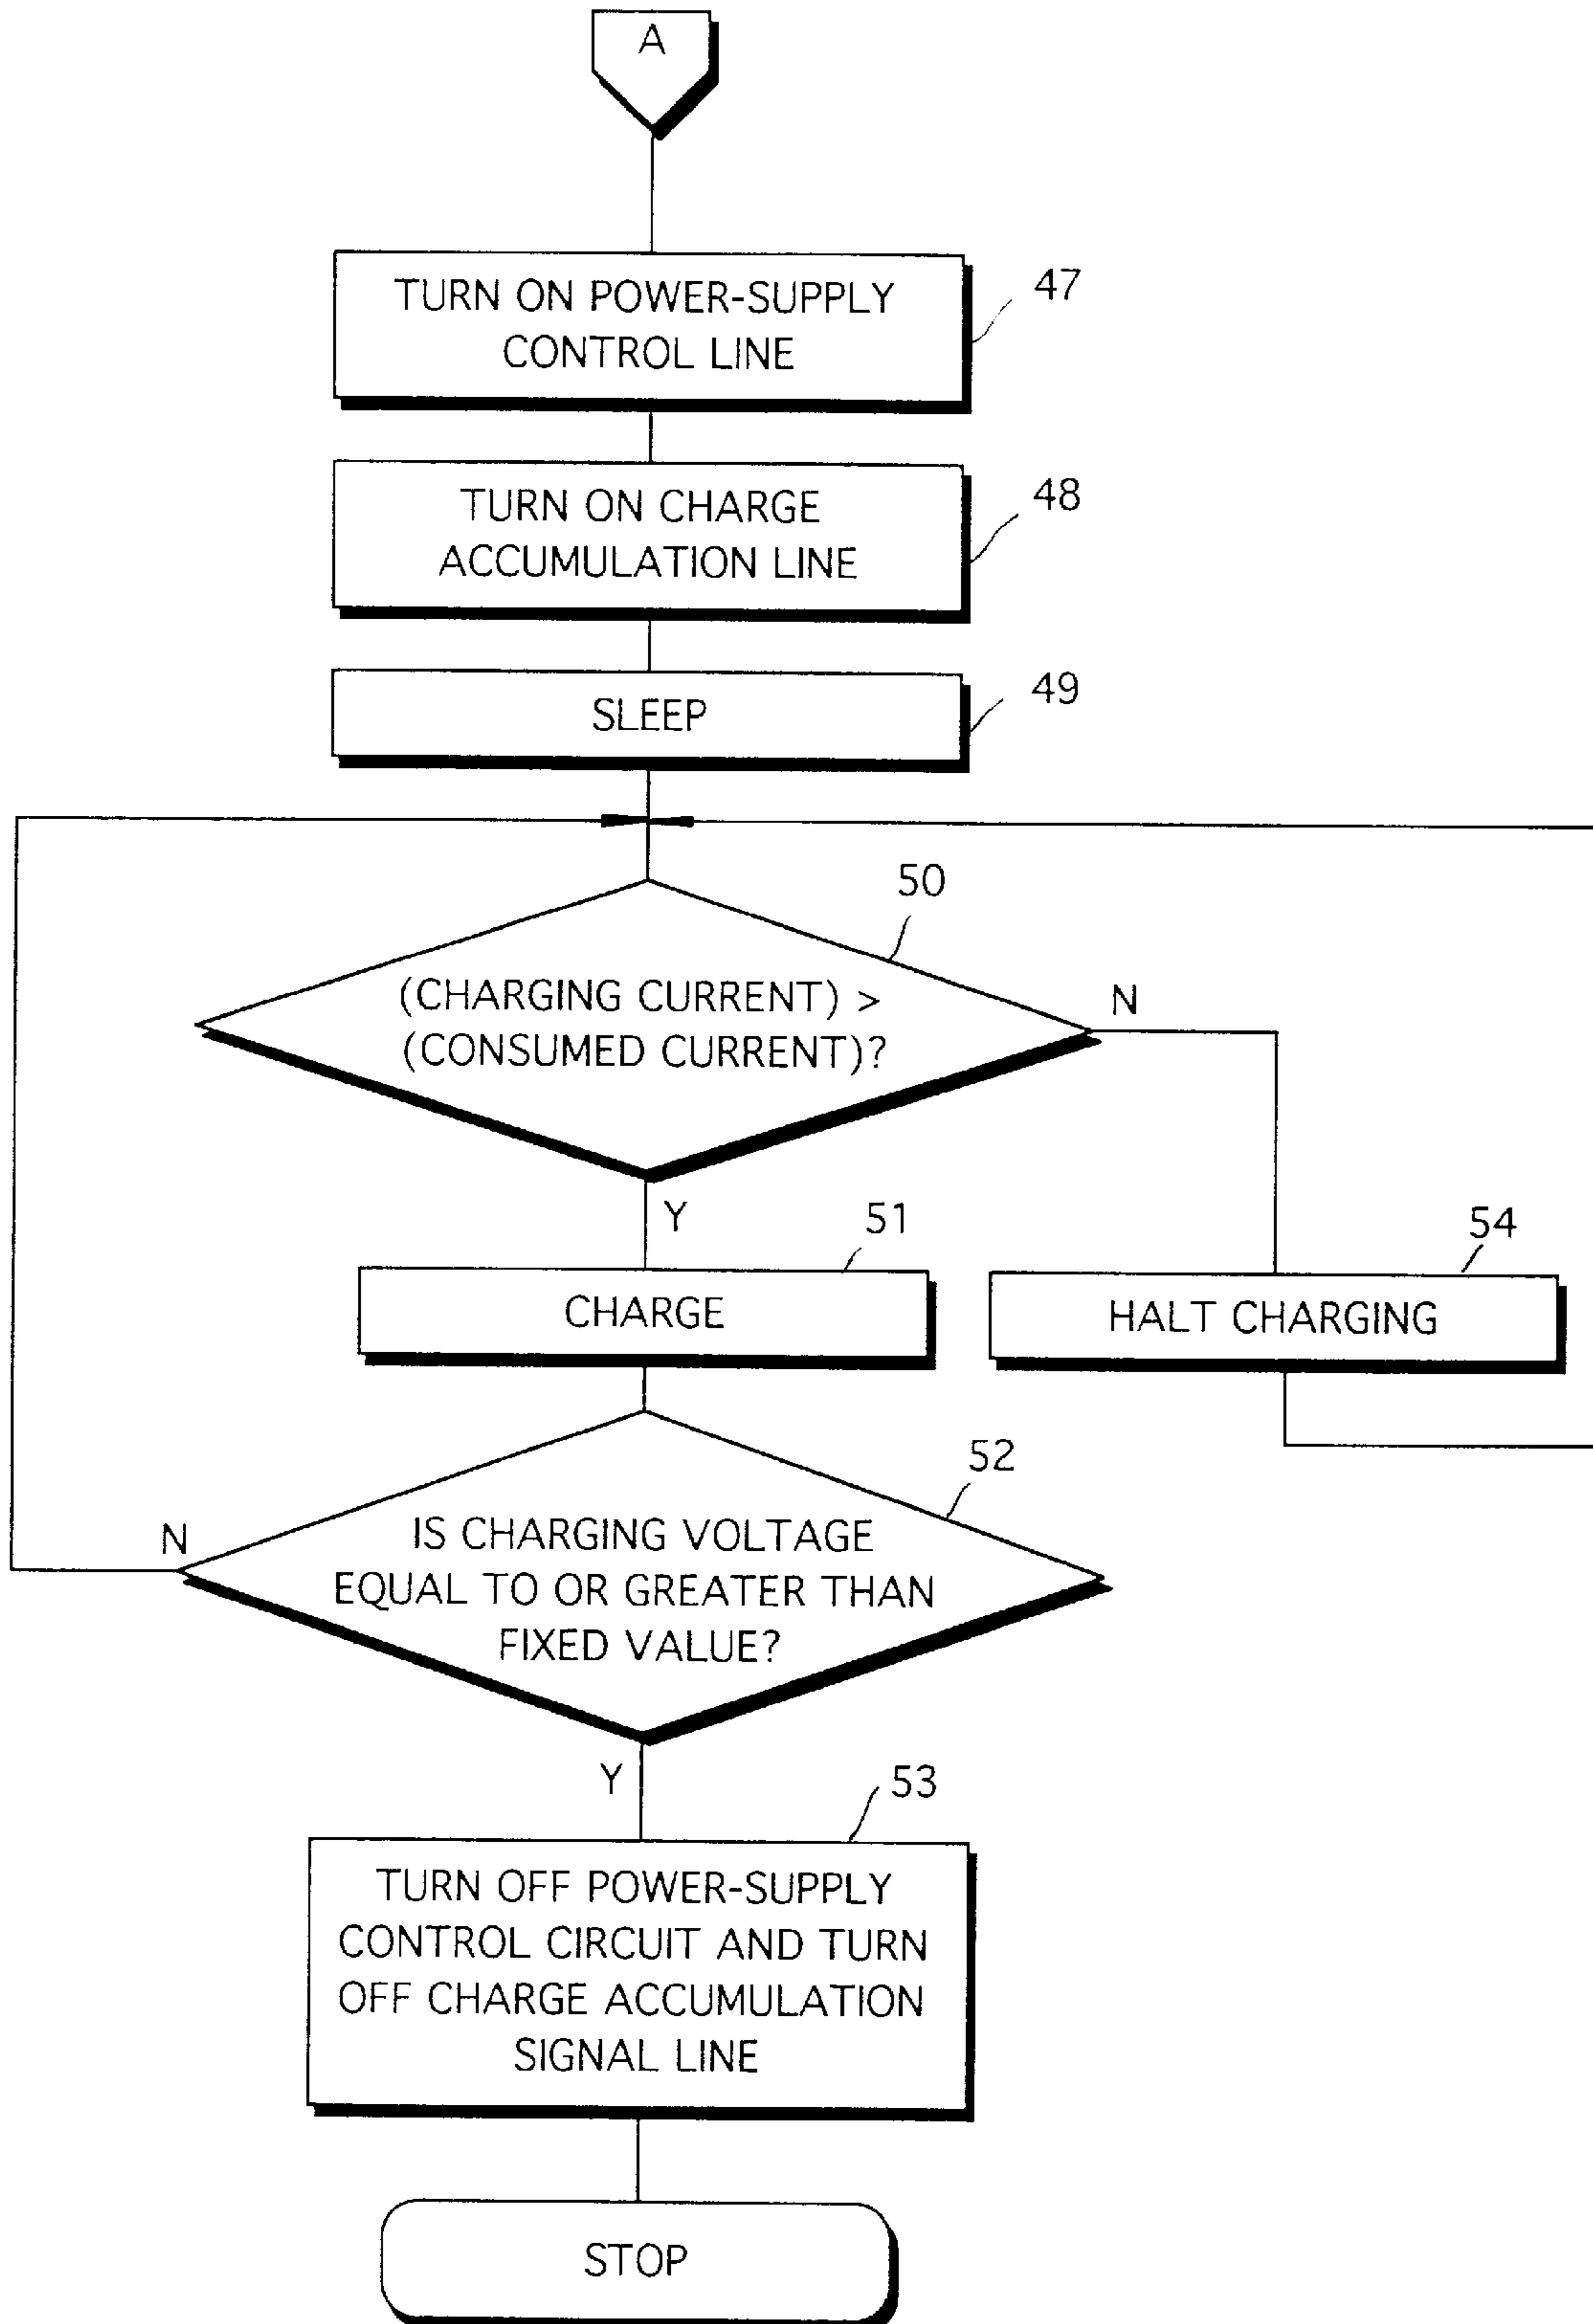 A
TURN ON POWER-SUPPLY
CONTROL LINE
47
TURN ON CHARGE
ACCUMULATION LINE
48
SLEEP
49
50
(CHARGING CURRENT) >
(CONSUMED CURRENT)?
N
Y
51
CHARGE
54
HALT CHARGING
52
IS CHARGING VOLTAGE
EQUAL TO OR GREATER THAN
FIXED VALUE?
N
Y
53
TURN OFF POWER-SUPPLY
CONTROL CIRCUIT AND TURN
OFF CHARGE ACCUMULATION
SIGNAL LINE
STOP